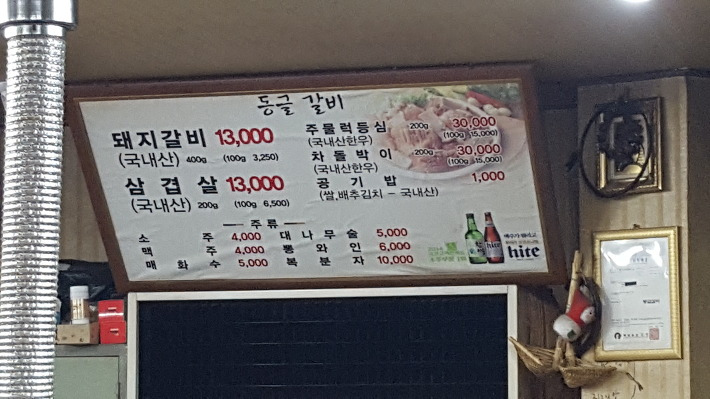 등글 갈비
돼지갈비 13,000
(국내산) 400g (100g 3,250)
삼겹살 13,000
(국내산) 200g (100g 6,500)
주물럭등심 200g 30,000
(국내산한우) (100g 15,000)
차돌박이 200g 30,000
(국내산한우) (100g 15,000)
공기밥 1,000
(쌀,배추김치 - 국내산)
주류
소주 4,000
맥주 4,000
매화수 5,000
대나무술 5,000
뽕와인 6,000
복분자 10,000
hite